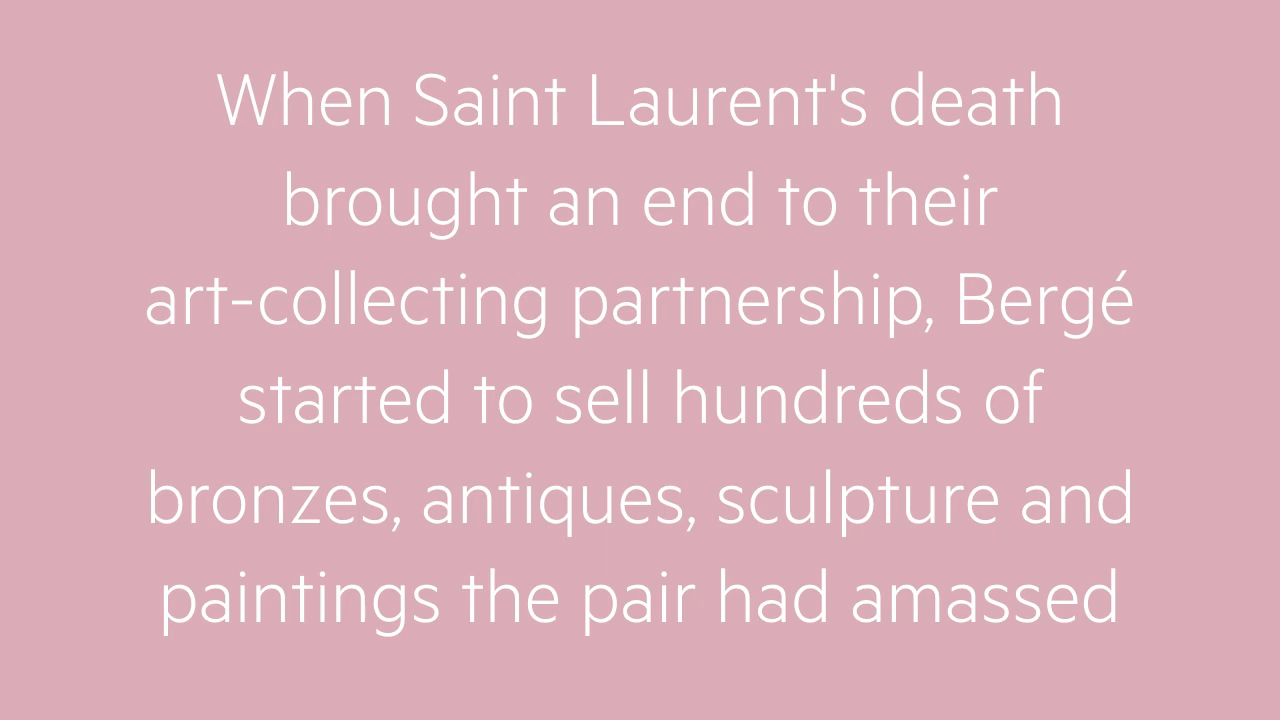 When Saint Laurent's death
brought an end to their
art-collecting partnership, Bergé
started to sell hundreds of
bronzes, antiques, sculpture and
paintings the pair had amassed